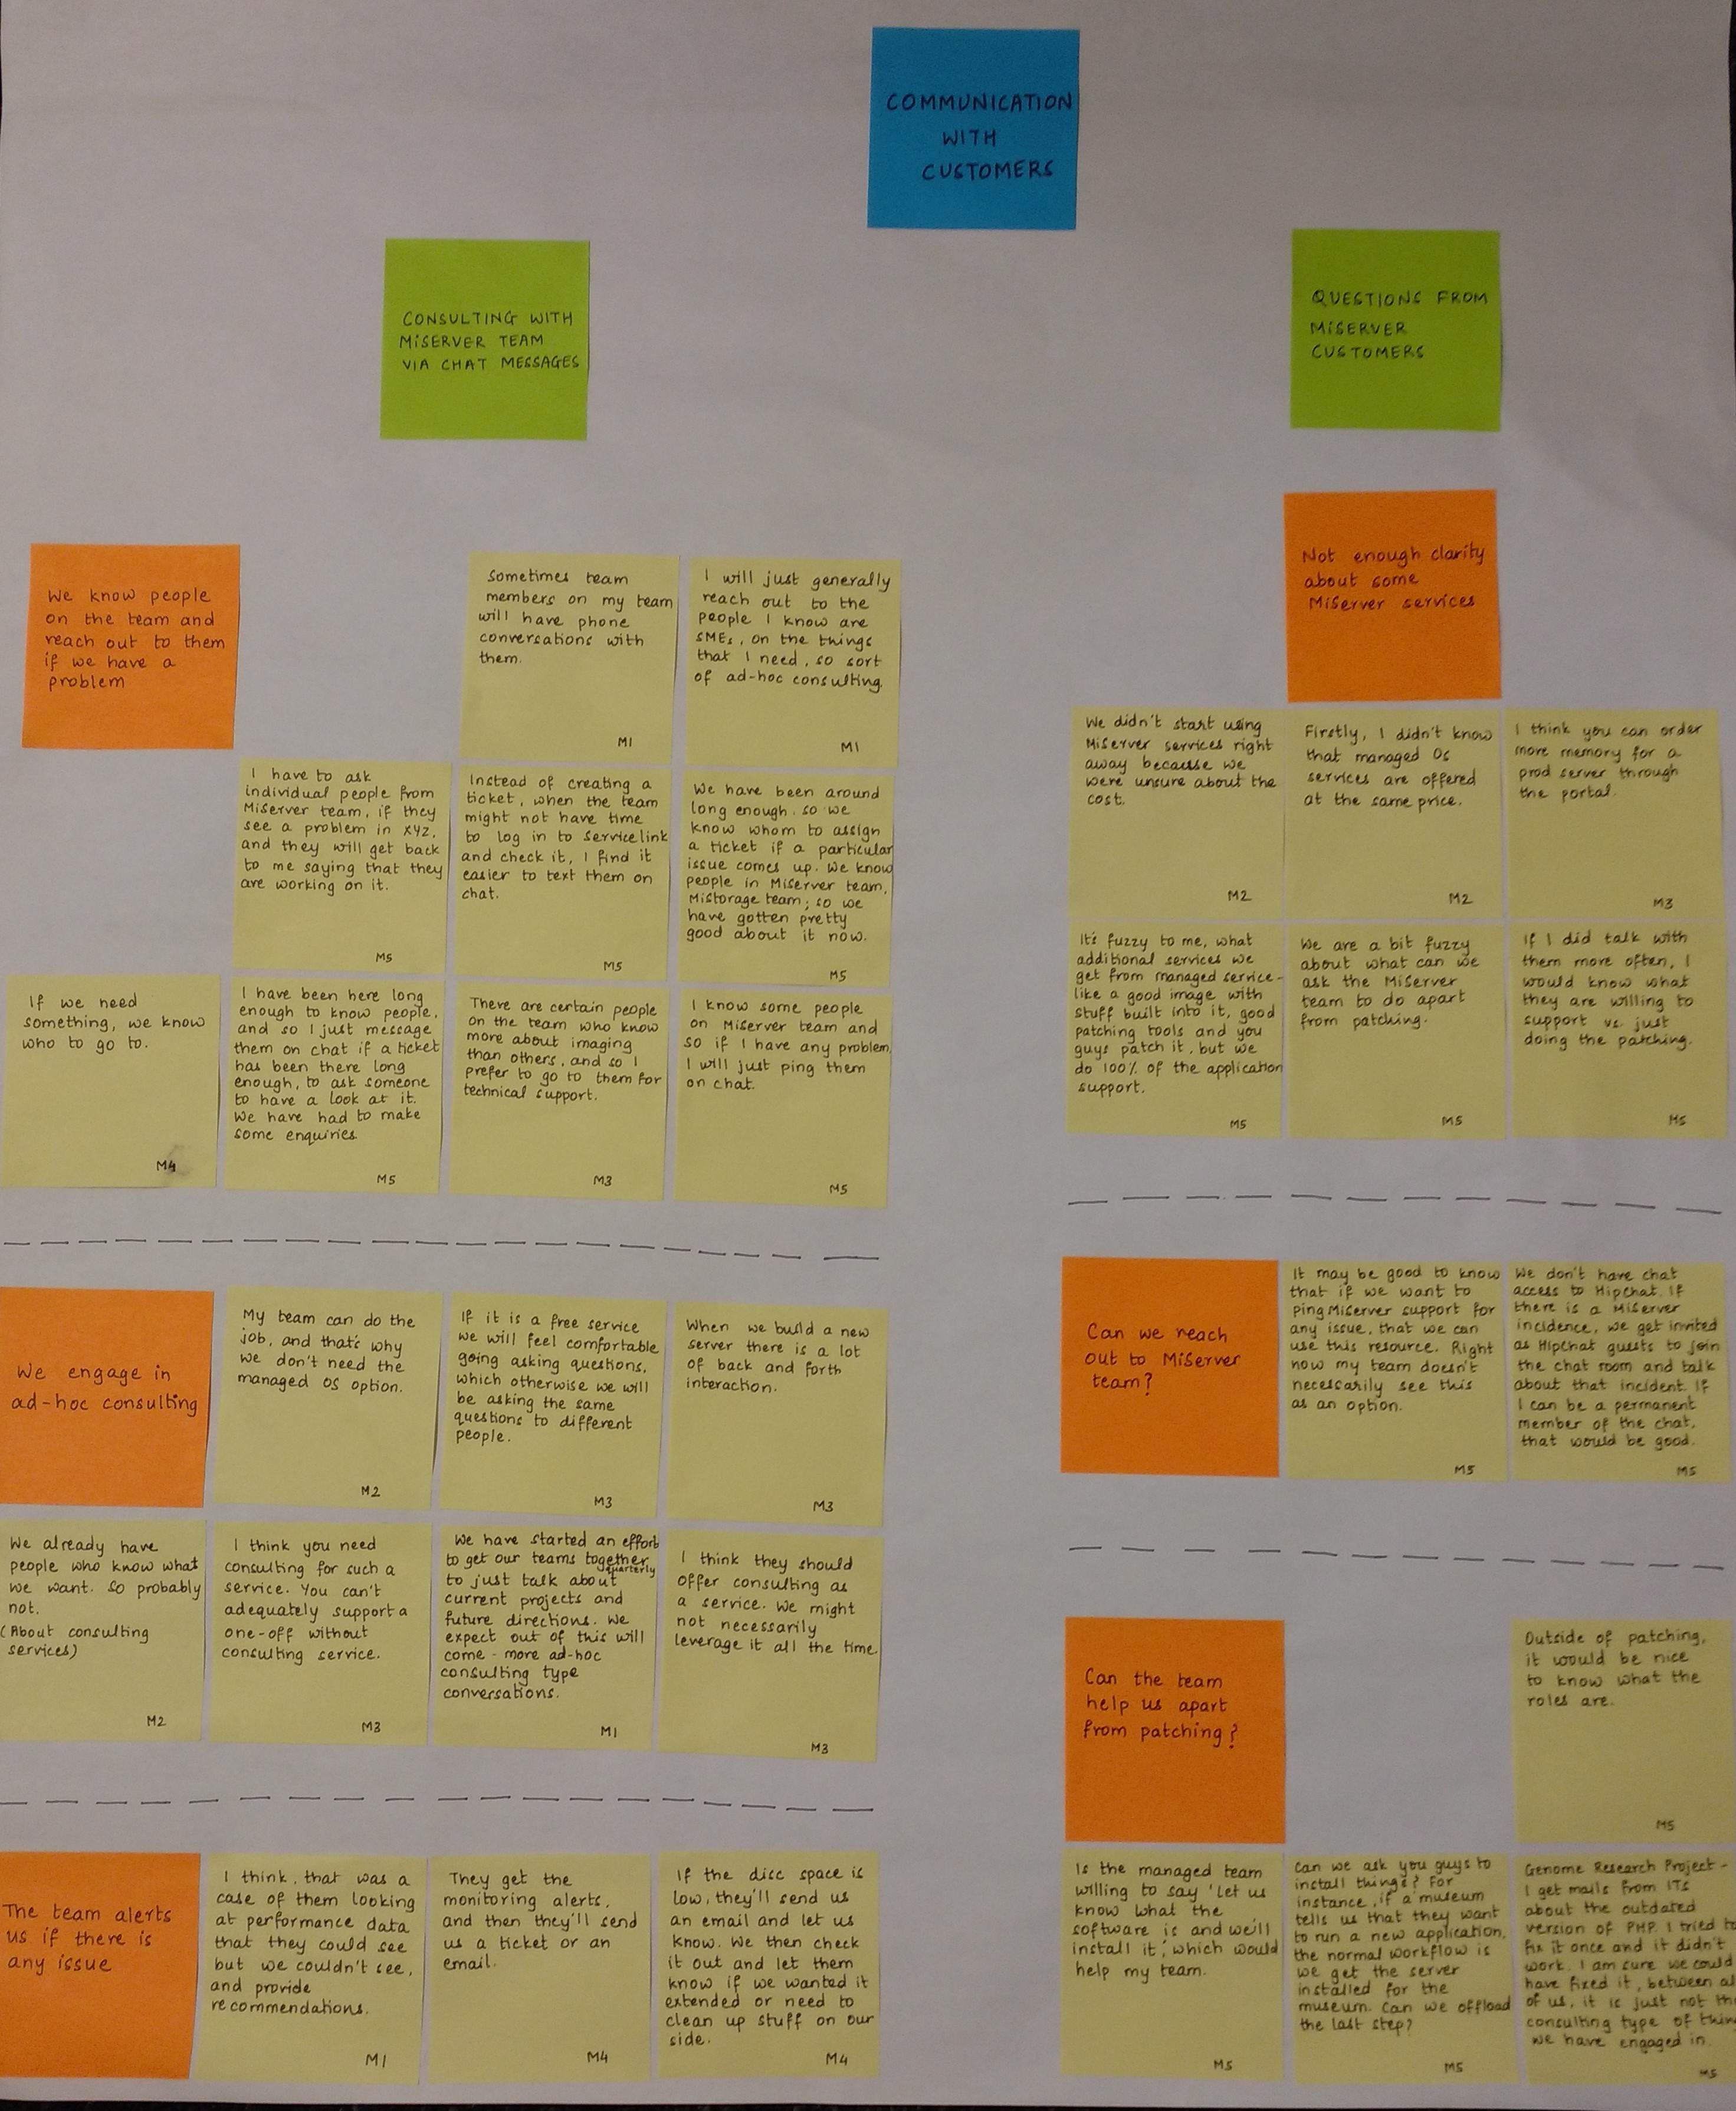 COMMUNICATION
WITH
CUSTOMERS
CONSULTING WITH
MiSERVER TEAM
VIA CHAT MESSAGES
We know people
on the team and
reach out to them
if we have a
problem
Sometimes team
members on my team
will have phone
conversations with
them.
M1
I will just generally
reach out to the
people I know are
SMEs, on the things
that I need, so sort
of ad-hoc consulting.
M1
I have to ask
individual people from
MiServer team, if they
see a problem in XYZ,
and they will get back
to me saying that they
are working on it.
M5
Instead of creating a
ticket, when the team
might not have time
to log in to servicelink
and check it, I find it
easier to text them on
chat.
M5
We have been around
long enough. so we
know whom to assign
a ticket if a particular
issue comes up. We know
people in MiServer team,
Mistorage team; so we
have gotten pretty
good about it now.
M5
If we need
something, we know
who to go to.
M4
I have been here long
enough to know people,
and so I just message
them on chat if a ticket
has been there long
enough, to ask someone
to have a look at it.
We have had to make
some enquiries
M5
There are certain people
on the team who know
more about imaging
than others, and so I
prefer to go to them for
technical support.
M3
I know some people
on MiServer team and
so if I have any problem,
I will just ping them
on chat.
M5
We engage in
ad-hoc consulting
My team can do the
job, and that's why
we don't need the
managed OS option.
M2
If it is a free service
we will feel comfortable
going asking questions,
which otherwise we will
be asking the same
questions to different
people.
M3
When we build a new
server there is a lot
of back and forth
interaction.
M3
We already have
people who know what
we want. So probably
not.
(About consulting
services)
M2
I think you need
consulting for such a
service. You can't
adequately support a
one-off without
consulting service.
M3
We have started an effort
to get our teams together
quarterly
to just talk about
current projects and
future directions. We
expect out of this will
come - more ad-hoc
consulting type
conversations.
M1
I think they should
offer consulting as
a service. We might
not necessarily
leverage it all the time.
M3
The team alerts
us if there is
any issue
I think, that was a
case of them looking
at performance data
that they could see
but we couldn't see,
and provide
recommendations.
M1
They get the
monitoring alerts,
and then they'll send
us a ticket or an
email.
M4
If the disc space is
low, they'll send us
an email and let us
know. We then check
it out and let them
know if we wanted it
extended or need to
clean up stuff on our
side.
M4
QUESTIONS FROM
MISERVER
CUSTOMERS
Not enough clarity
about some
MiServer services
We didn't start using
MiServer services right
away because we
were unsure about the
cost.
M2
Firstly, I didn't know
that managed OS
services are offered
at the same price.
M2
I think you can order
more memory for a
prod server through
the portal.
M3
It's fuzzy to me, what
additional services we
get from managed service-
like a good image with
stuff built into it, good
patching tools and you
guys patch it, but we
do 100% of the application
support.
M5
We are a bit fuzzy
about what can we
ask the MiServer
team to do apart
from patching.
M5
If I did talk with
them more often, I
would know what
they are willing to
support vs. just
doing the patching.
M5
Can we reach
out to MiServer
team?
It may be good to know
that if we want to
ping MiServer support for
any issue, that we can
use this resource. Right
now my team doesn't
necessarily see this
as an option.
M5
We don't have chat
access to HipChat. If
there is a MiServer
incidence, we get invited
as HipChat guests to join
the chat room and talk
about that incident. If
I can be a permanent
member of the chat,
that would be good.
M5
Can the team
help us apart
from patching?
Outside of patching,
it would be nice
to know what the
roles are.
M5
Is the managed team
willing to say 'let us
know what the
software is and we'll
install it', which would
help my team.
M5
Can we ask you guys to
install things? For
instance, if a museum
tells us that they want
to run a new application,
the normal workflow is
we get the server
installed for the
museum. Can we offload
the last step?
M5
Genome Research Project -
I get mails from ITS
about the outdated
version of PHP. I tried to
fix it once and it didn't
work. I am sure we could
have fixed it, between al
of us, it is just not th
consulting type of thin
we have engaged in.
M5